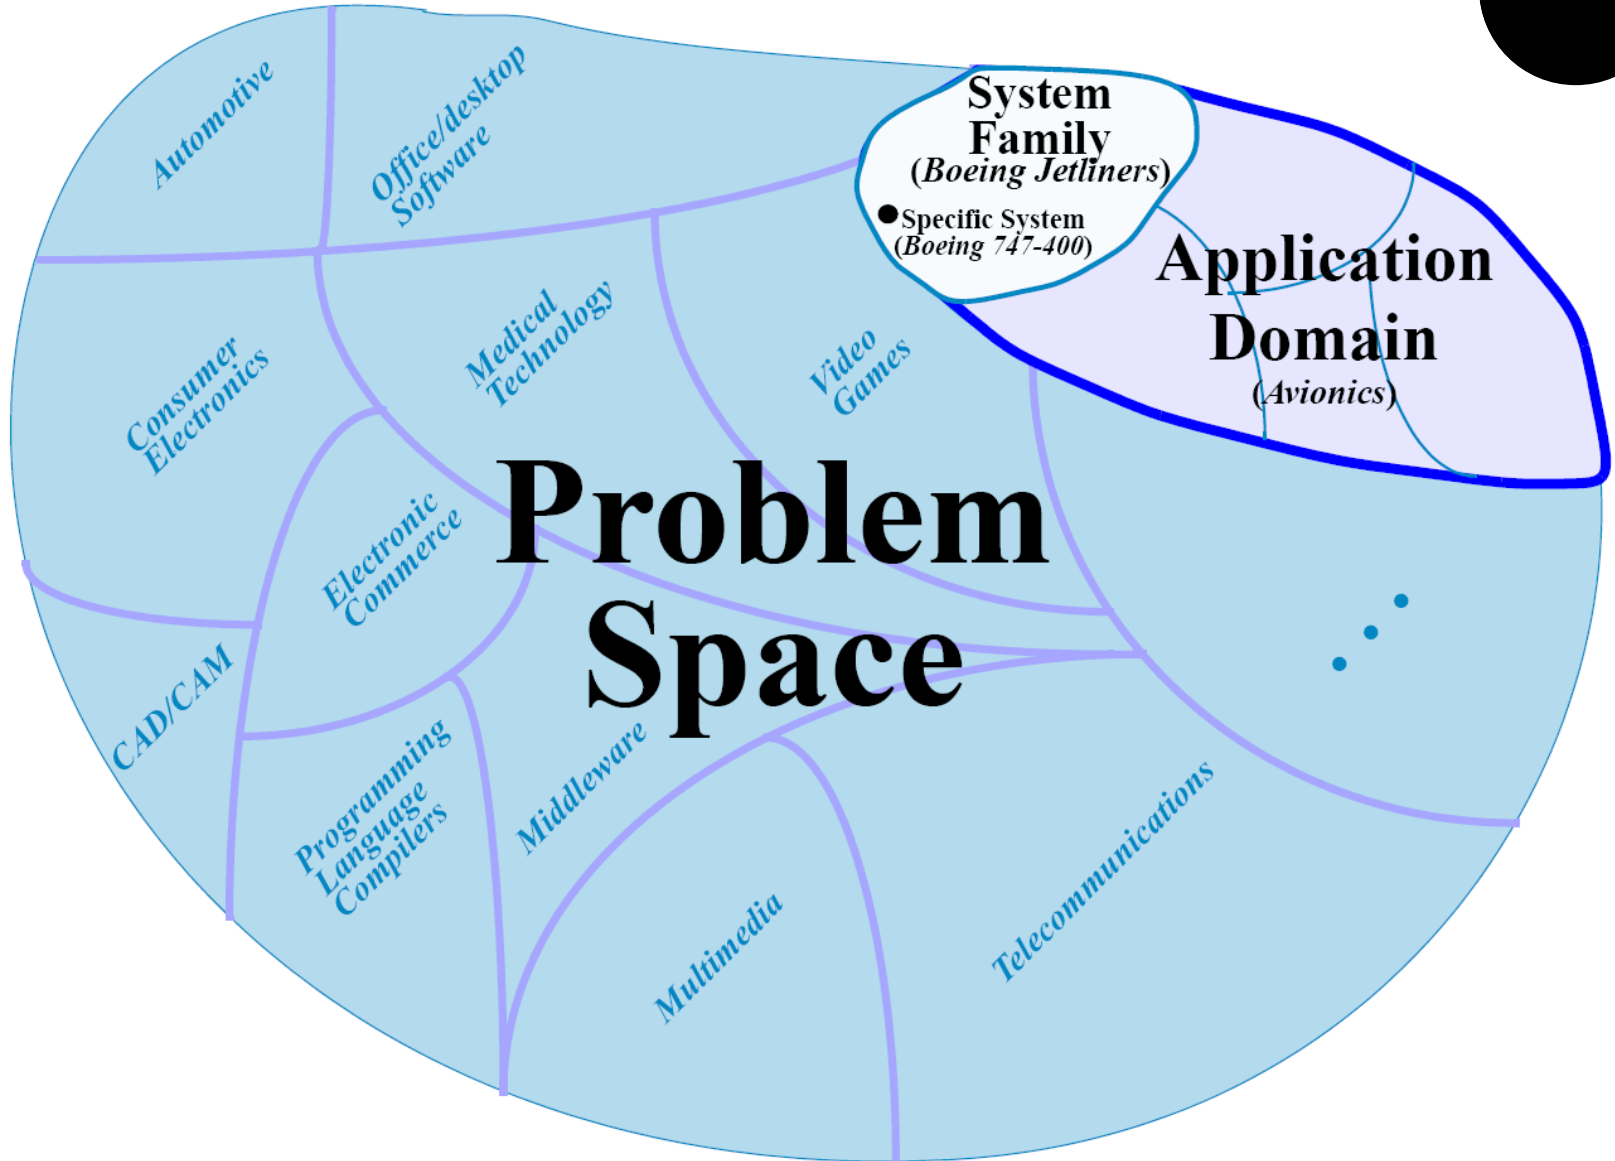 Automotive
Office/desktop
Software
System
Family
(Boeing Jetliners)
Specific System
(Boeing 747-400)
Application
Domain
(Avionics)
Consumer
Electronics
Medical
Technology
Video
Games
Problem
Space
Electronic
Commerce
CAD/CAM
Programming
Language
Compilers
Middleware
Multimedia
Telecommunications